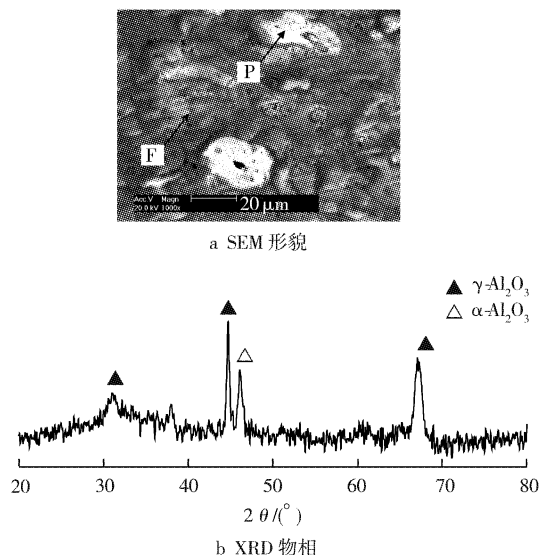 P
F
Acc.V Magn
20.0 kV 1000x
20 μm
a SEM 形貌
▲ γ-Al₂O₃
△ α-Al₂O₃
20 30 40 50 60 70 80
2 θ/(°)
b XRD 物相